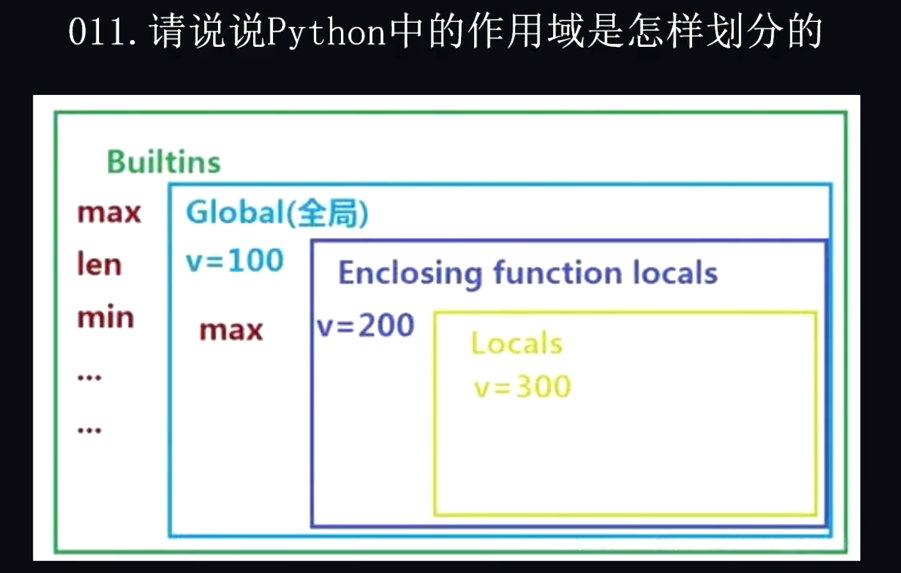 011.请说说Python中的作用域是怎样划分的
Builtins
max
len
min
...
...
Global(全局)
v=100
max
Enclosing function locals
v=200
Locals
v=300